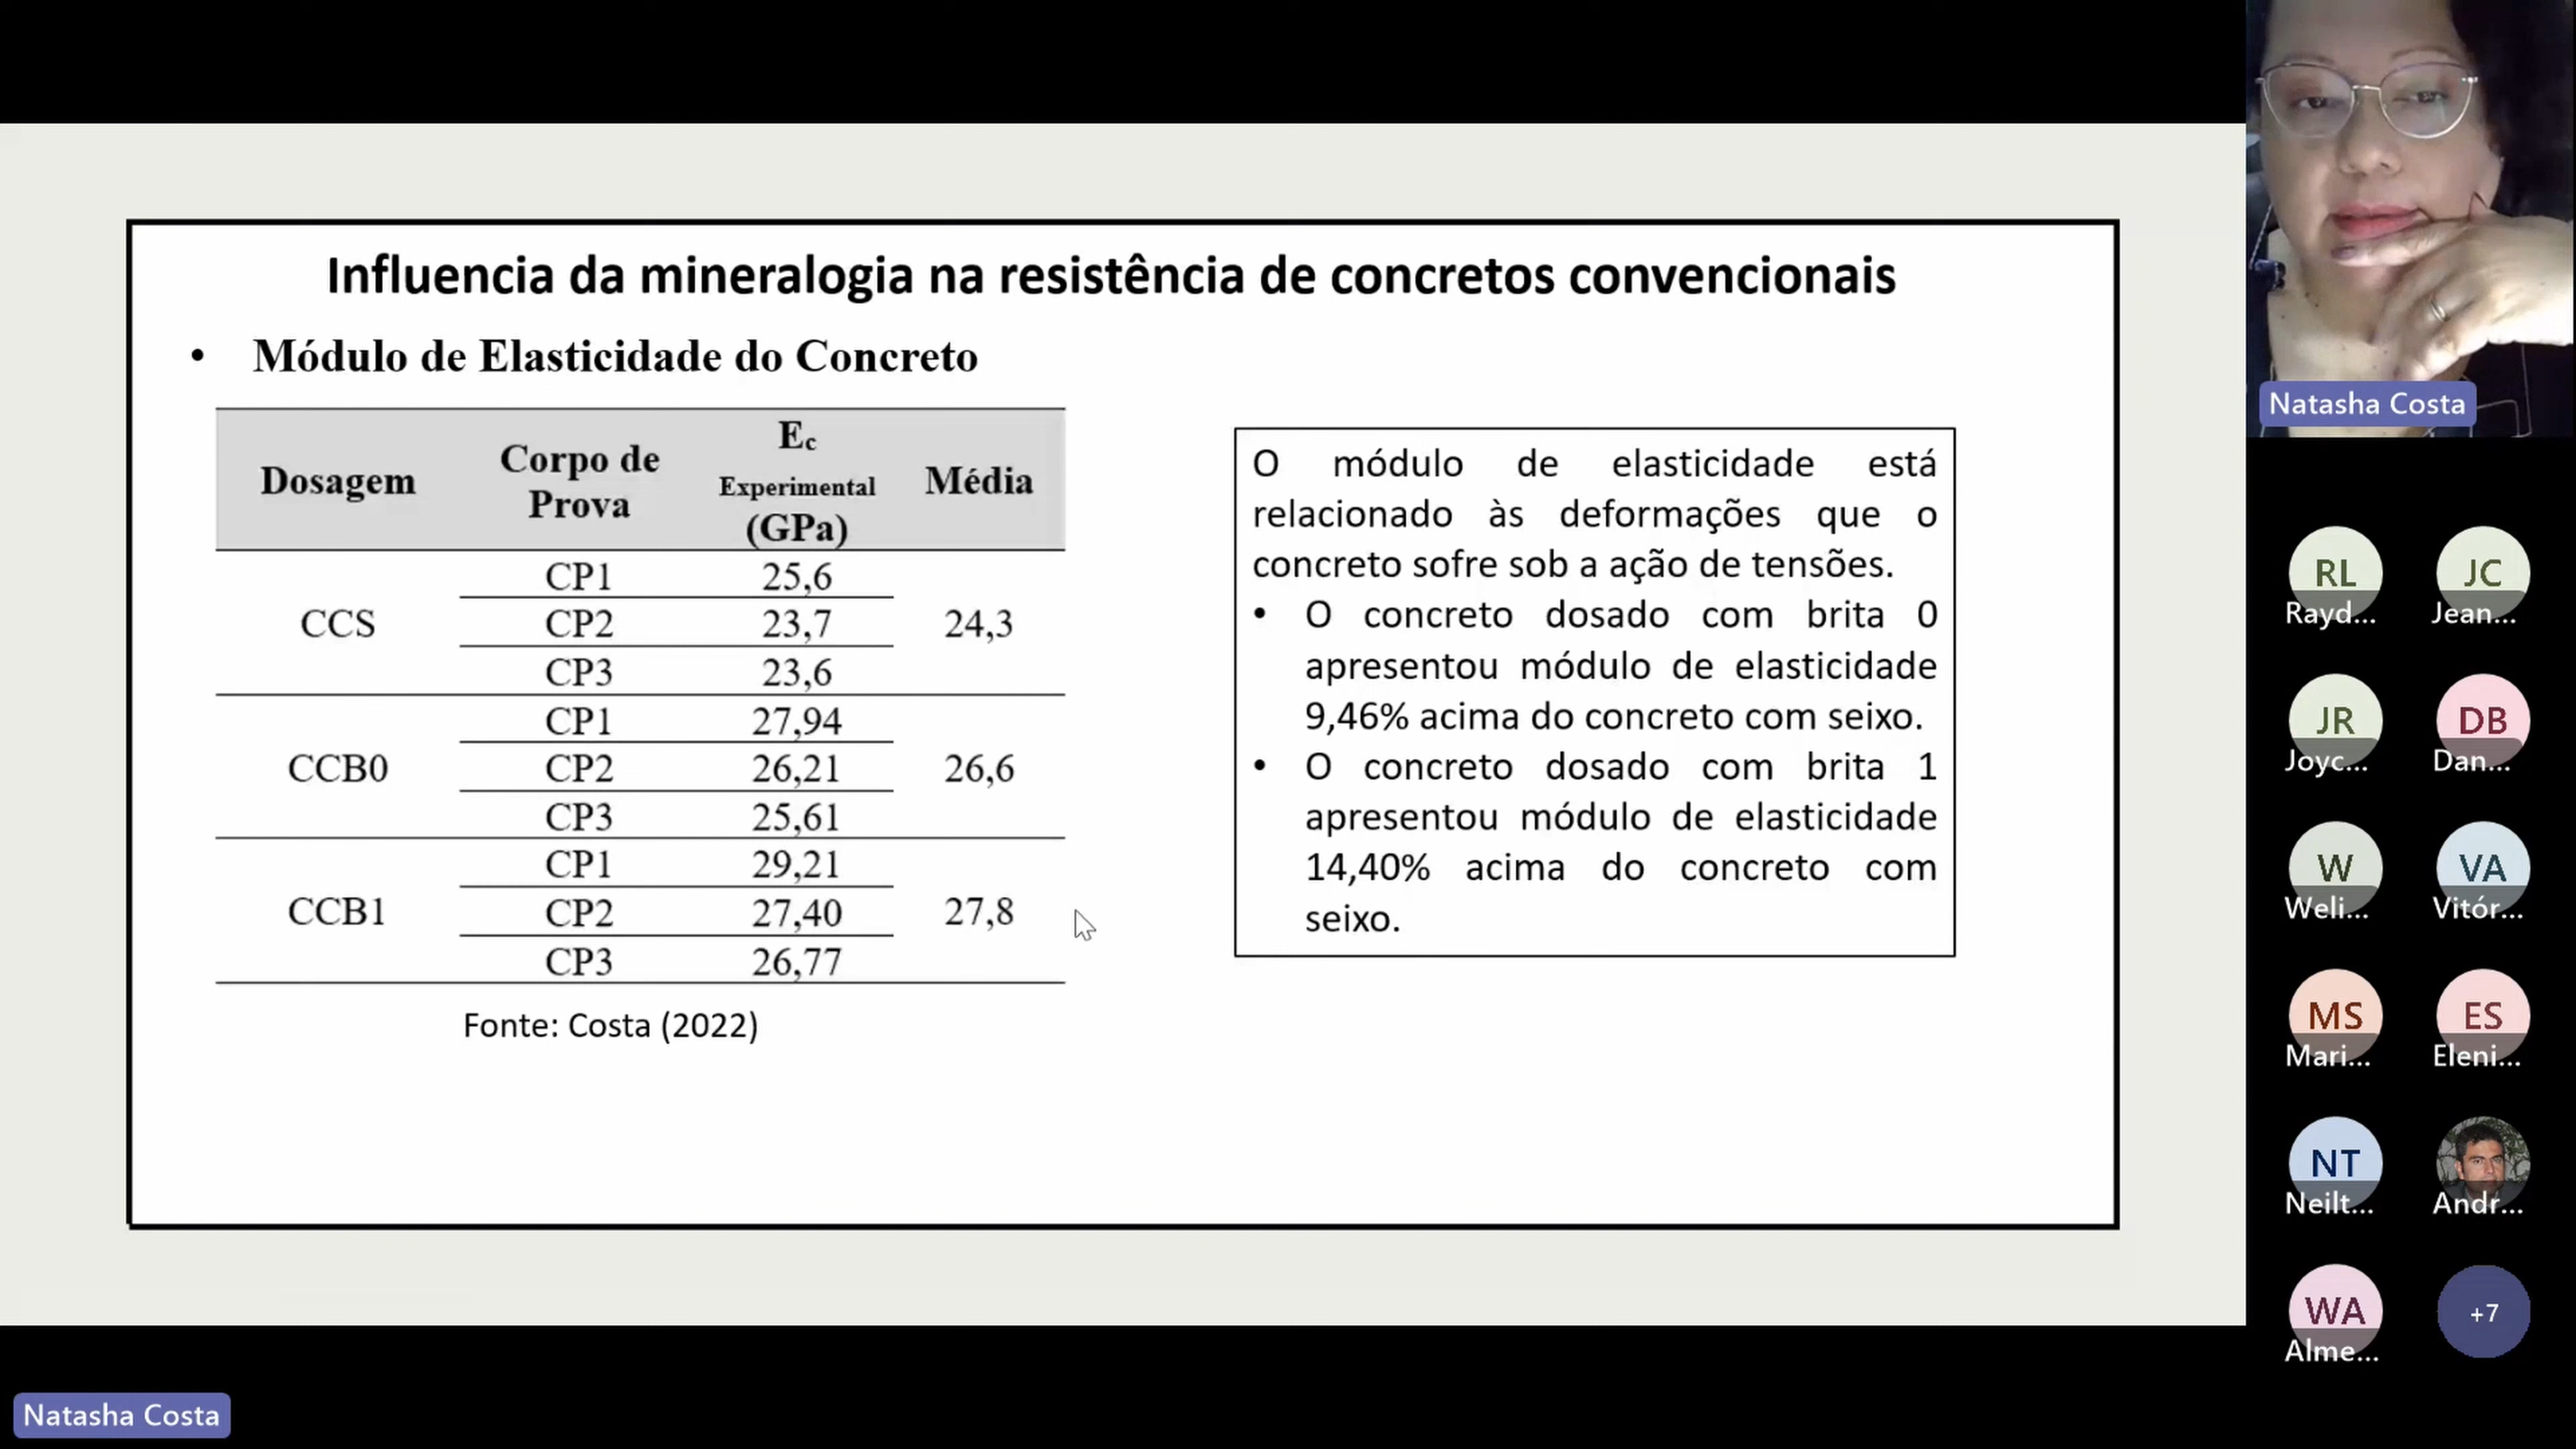 Influencia da mineralogia na resistência de concretos convencionais
• Módulo de Elasticidade do Concreto
Dosagem Corpo de Prova Ec Experimental (GPa) Média
CCS CP1 25,6 24,3
CP2 23,7
CP3 23,6
CCB0 CP1 27,94 26,6
CP2 26,21
CP3 25,61
CCB1 CP1 29,21 27,8
CP2 27,40
CP3 26,77
Fonte: Costa (2022)
O módulo de elasticidade está
relacionado às deformações que o
concreto sofre sob a ação de tensões.
• O concreto dosado com brita 0
apresentou módulo de elasticidade
9,46% acima do concreto com seixo.
• O concreto dosado com brita 1
apresentou módulo de elasticidade
14,40% acima do concreto com
seixo.
Natasha Costa
RL JC
Rayd... Jean...
JR DB
Joyc... Dan...
W VA
Weli... Vitór...
MS ES
Mari... Eleni...
NT
Neilt... Andr...
WA +7
Alme...
Natasha Costa